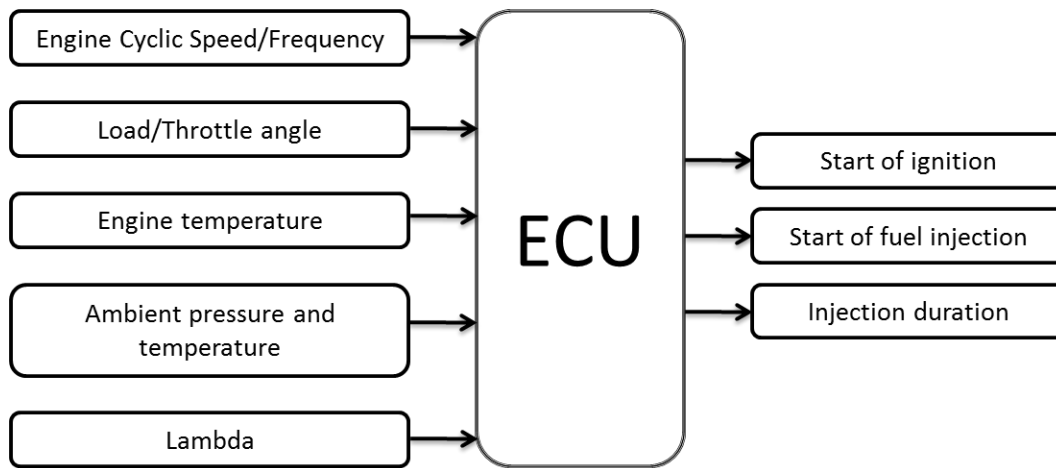 Engine Cyclic Speed/Frequency
Load/Throttle angle
Engine temperature
Ambient pressure and
temperature
Lambda
ECU
Start of ignition
Start of fuel injection
Injection duration